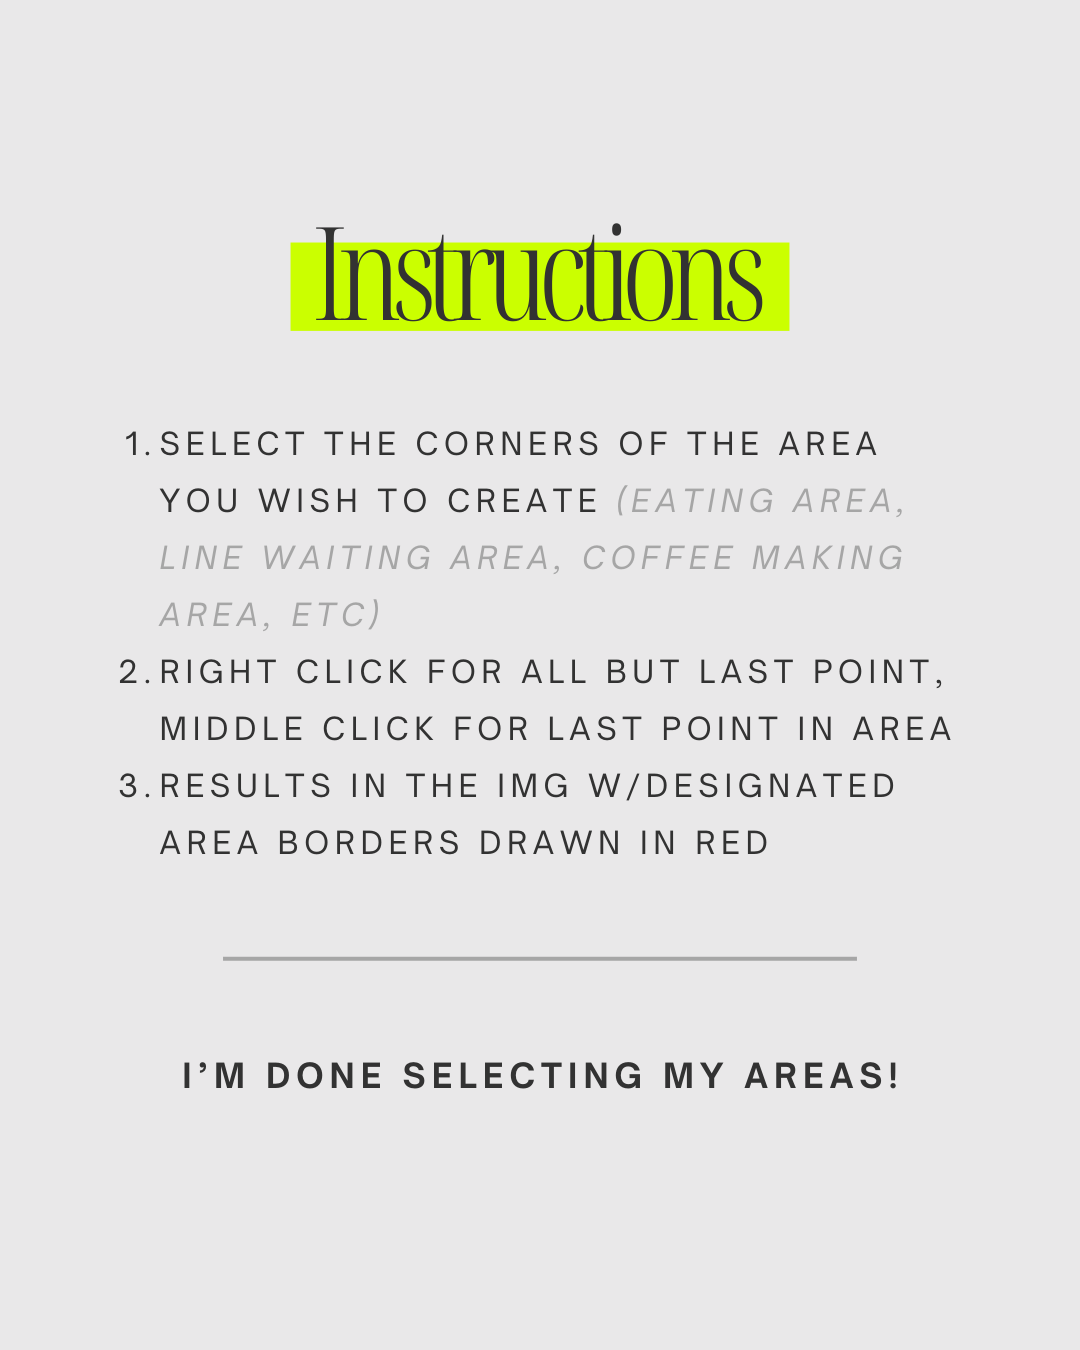 Instructions
1. SELECT THE CORNERS OF THE AREA
YOU WISH TO CREATE (EATING AREA,
LINE WAITING AREA, COFFEE MAKING
AREA, ETC)
2. RIGHT CLICK FOR ALL BUT LAST POINT,
MIDDLE CLICK FOR LAST POINT IN AREA
3. RESULTS IN THE IMG W/DESIGNATED
AREA BORDERS DRAWN IN RED
I’M DONE SELECTING MY AREAS!